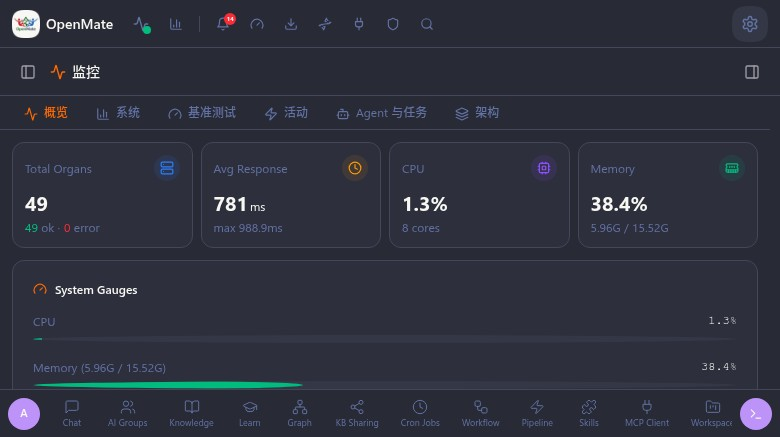 OpenMate
14
监控
概览 系统 基准测试 活动 Agent 与任务 架构
Total Organs
49
49 ok · 0 error
Avg Response
781 ms
max 988.9ms
CPU
1.3%
8 cores
Memory
38.4%
5.96G / 15.52G
System Gauges
CPU 1.3%
Memory (5.96G / 15.52G) 38.4%
A Chat AI Groups Knowledge Learn Graph KB Sharing Cron Jobs Workflow Pipeline Skills MCP Client Workspac